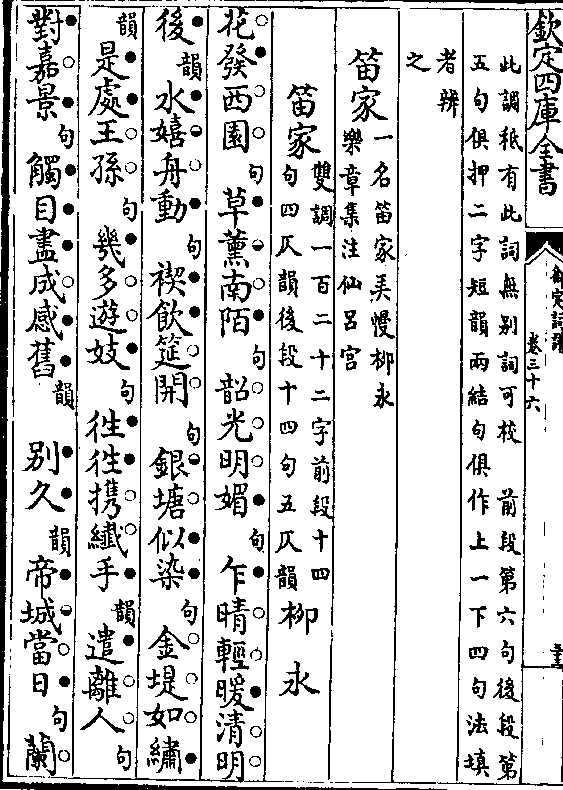 欽定四庫全書
御定詞譜
卷三十六
此調秖有此詞無别詞可校　前段第六句後段第
五句俱押二字短韻兩結句俱作上一下四句法填
者辨
之
笛家一名笛家弄慢柳永
樂章集注仙呂宮
笛家雙調一百二十二字前段十四
句四仄韻後段十四句五仄韻柳永
花發西園句草薰南陌句韶光明媚句乍晴輕暖清明
後韻水嬉舟動句禊飲筵開句銀塘似染句金堤如繡
韻是處王孫句幾多遊妓句徃徃携纖手韻遣離人句
對嘉景句觸目盡成感舊韻别久韻帝城當日句蘭